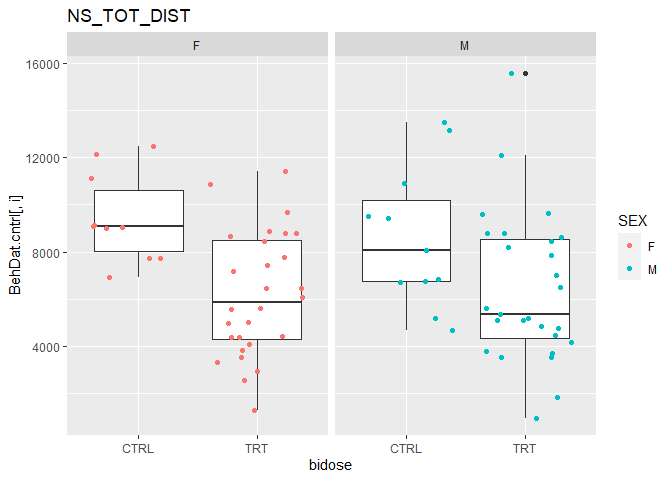 NS_TOT_DIST
F
M
16000
12000
8000
4000
BehDat.cntrl[, i]
CTRL
TRT
CTRL
TRT
bidose
SEX
F
M